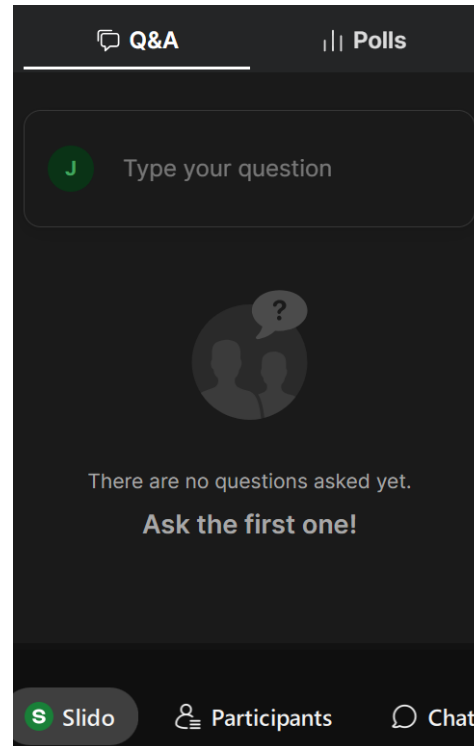 Q&A
Polls
J
Type your question
?
There are no questions asked yet.
Ask the first one!
S Slido
Participants
Chat